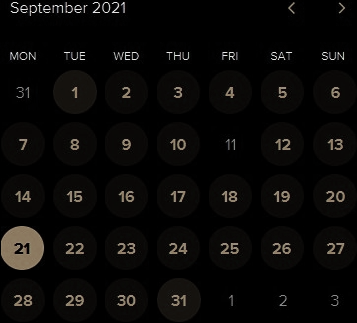 September 2021
MON TUE WED THU FRI SAT SUN
31 1 2 3 4 5 6
7 8 9 10 11 12 13
14 15 16 17 18 19 20
21 22 23 24 25 26 27
28 29 30 31 1 2 3